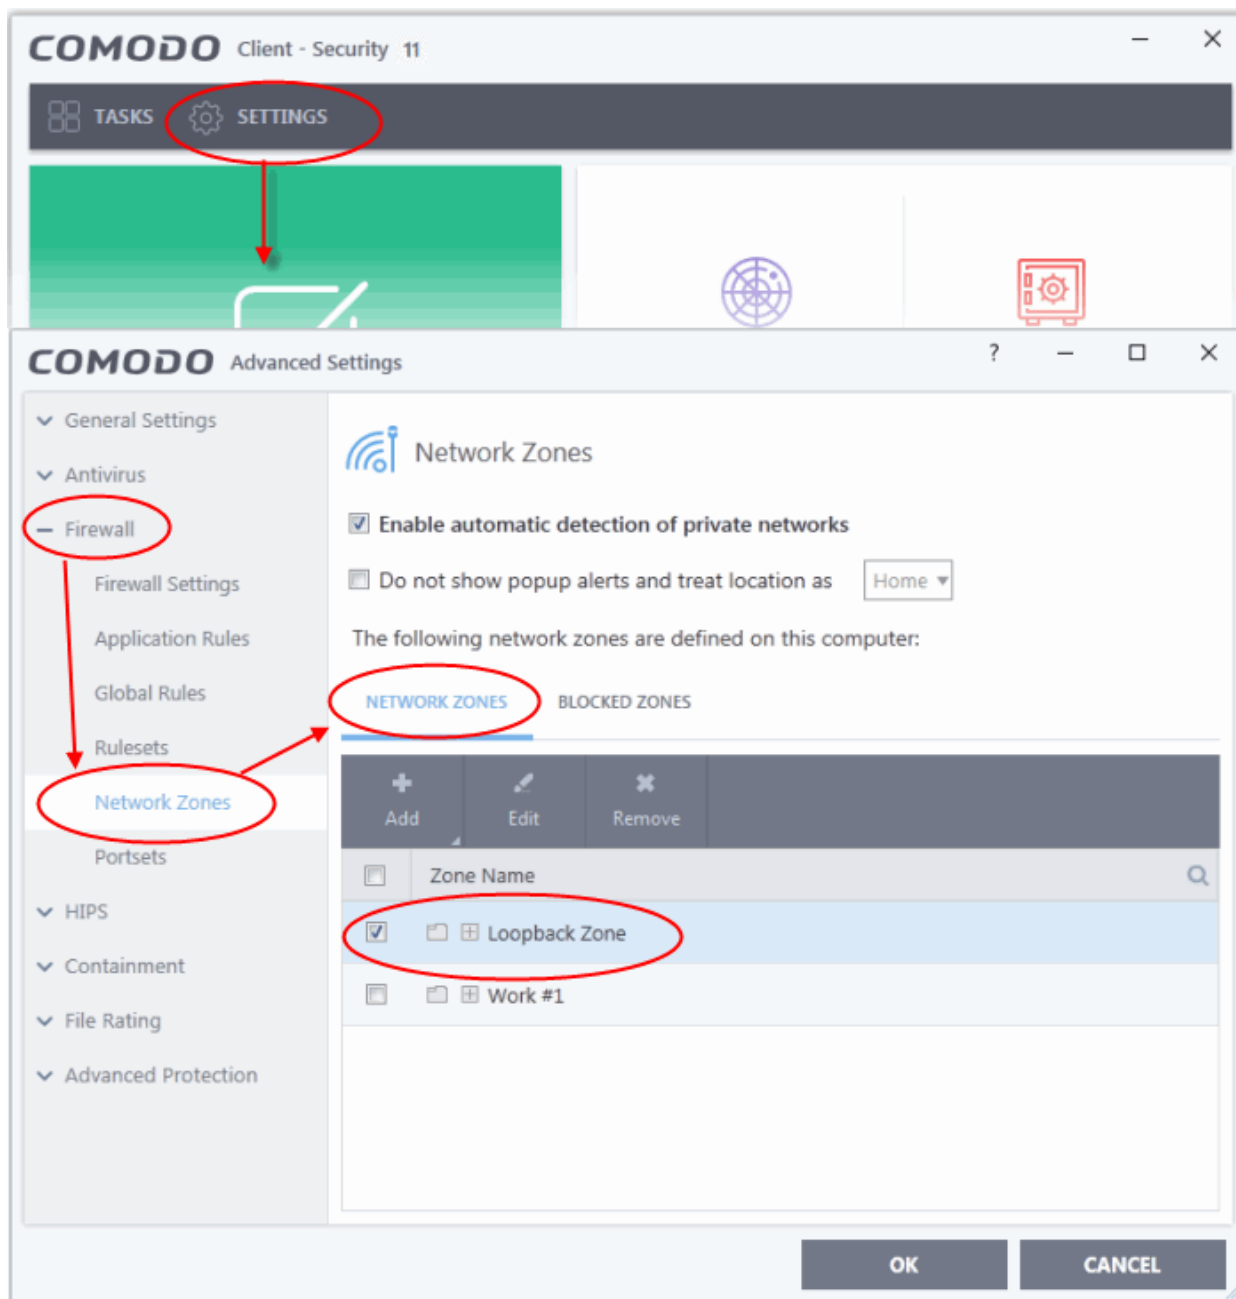 COMODO Client - Security 11
TASKS SETTINGS
COMODO Advanced Settings ?
General Settings
Antivirus
Firewall
Firewall Settings
Application Rules
Global Rules
Rulesets
Network Zones
Portsets
HIPS
Containment
File Rating
Advanced Protection
Network Zones
Enable automatic detection of private networks
Do not show popup alerts and treat location as Home
The following network zones are defined on this computer:
NETWORK ZONES BLOCKED ZONES
Add Edit Remove
Zone Name
Loopback Zone
Work #1
OK CANCEL